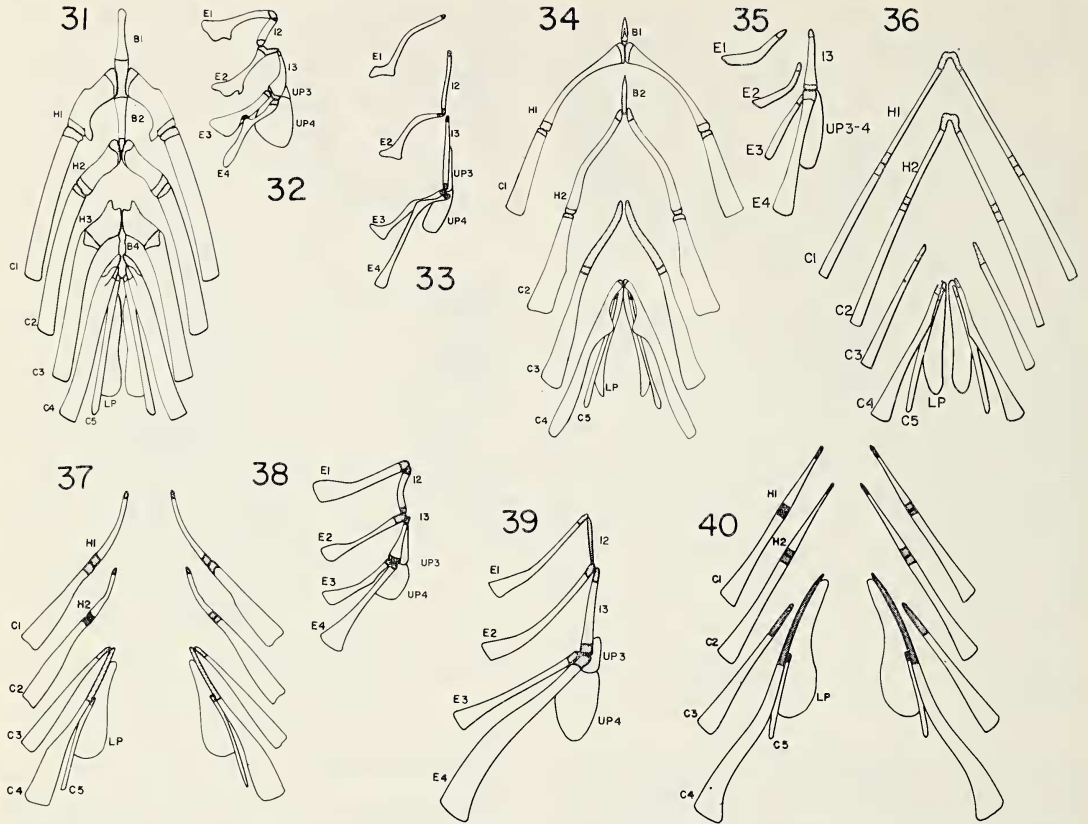 31
B1
H1
B2
H2
H3
B4
C1
C2
C3
C4
C5
LP
E1
I2
E2
I3
UP3
E3
UP4
E4
32
33
E1
I2
I3
E2
UP3
E3
UP4
E4
34
B1
H1
B2
C1
H2
C2
C3
LP
C4
C5
35
E1
I3
E2
E3
UP3-4
E4
36
H1
H2
C1
C2
C3
C4
C5
LP
37
H1
H2
C1
C2
C3
LP
C4
C5
38
E1
I2
I3
E2
UP3
E3
UP4
E4
39
I2
E1
I3
E2
UP3
E3
UP4
E4
40
H1
H2
C1
C2
C3
LP
C5
C4